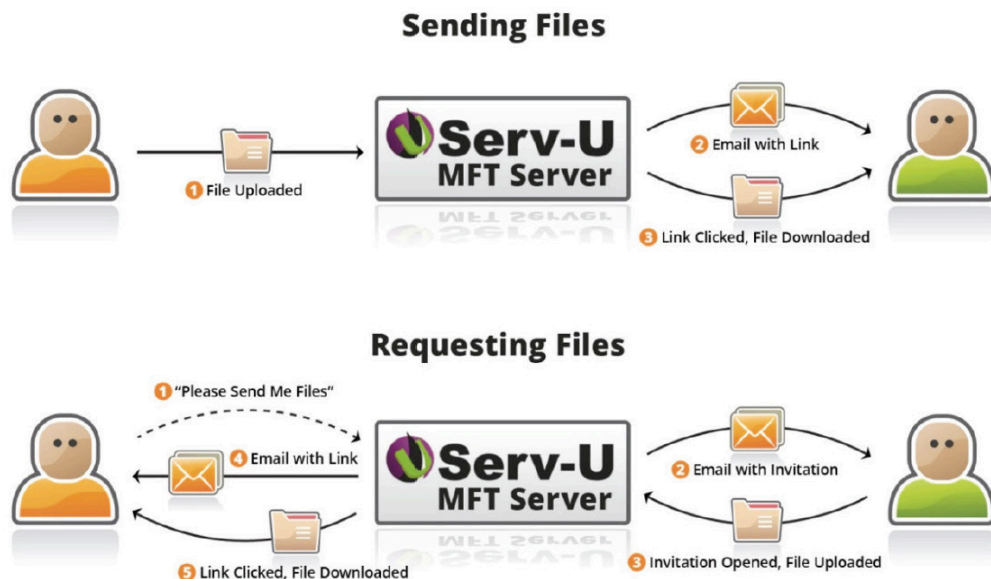 Sending Files
1 File Uploaded
Serv-U
MFT Server
2 Email with Link
3 Link Clicked, File Downloaded
Requesting Files
1 “Please Send Me Files”
4 Email with Link
5 Link Clicked, File Downloaded
Serv-U
MFT Server
2 Email with Invitation
3 Invitation Opened, File Uploaded